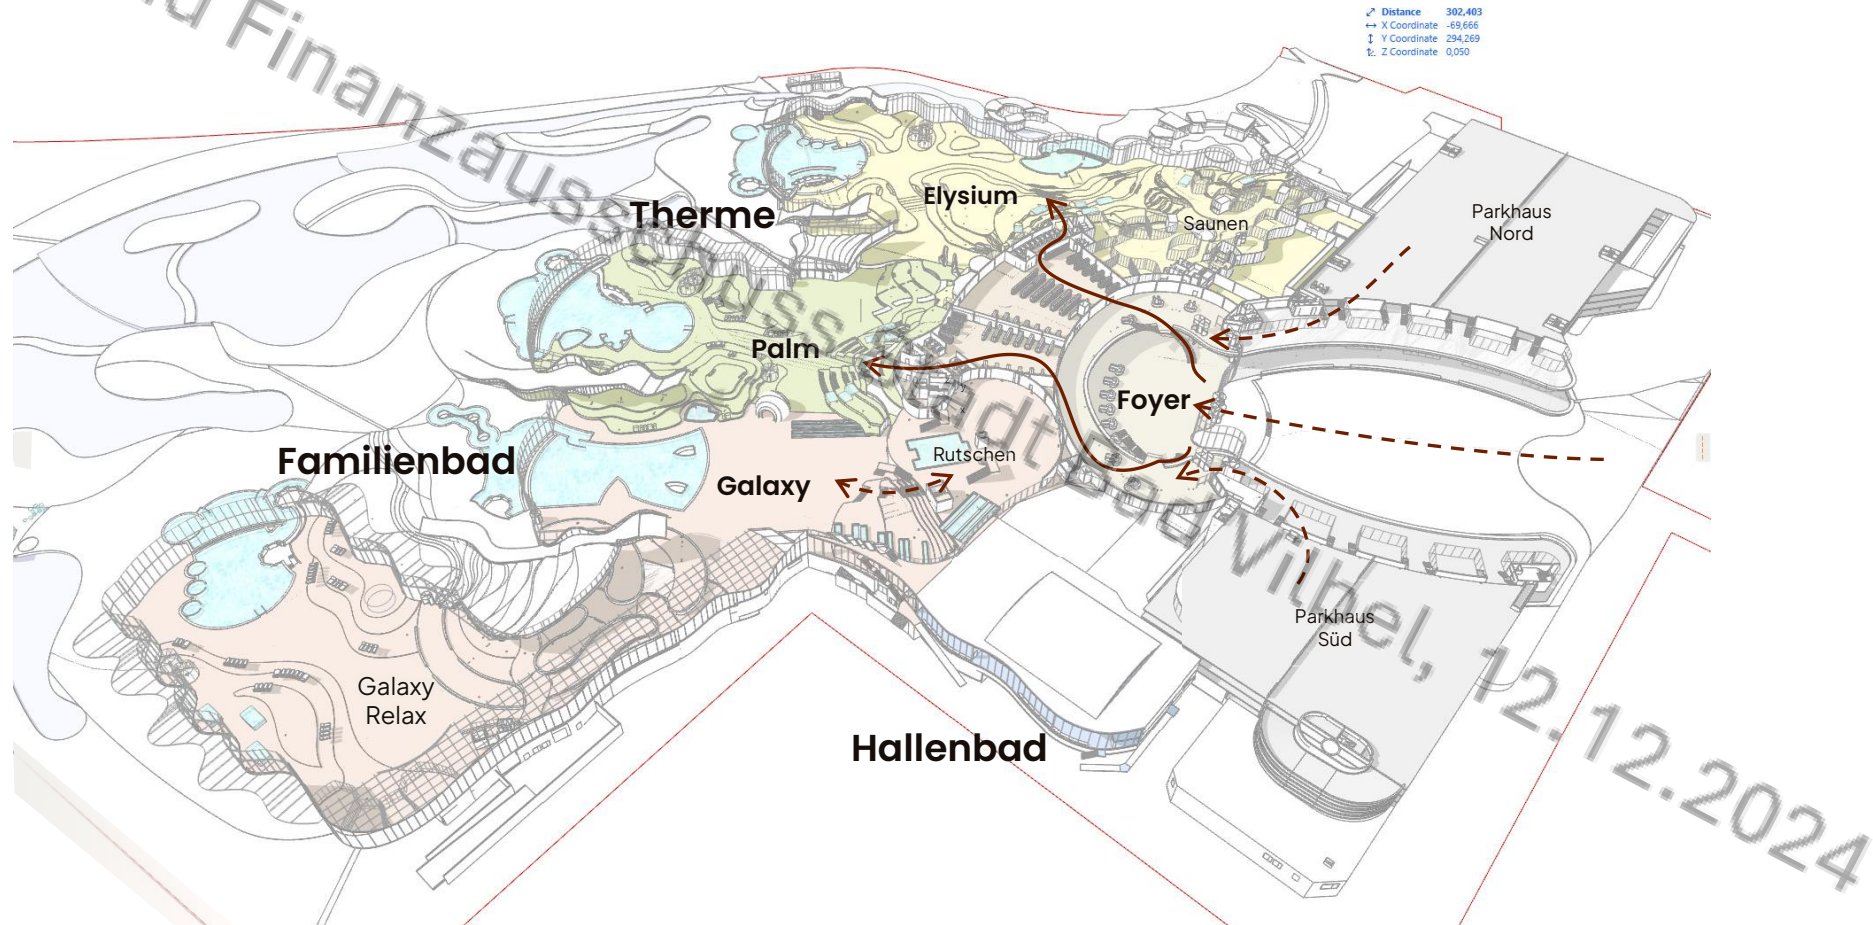 Distance 302,403
X Coordinate -69,666
Y Coordinate 294,269
Z Coordinate 0,050
Finanzausschuss Stadt Bad Vilbel, 12.12.2024
Therme
Elysium
Saunen
Parkhaus
Nord
Palm
Foyer
Familienbad
Rutschen
Galaxy
Parkhaus
Süd
Galaxy
Relax
Hallenbad